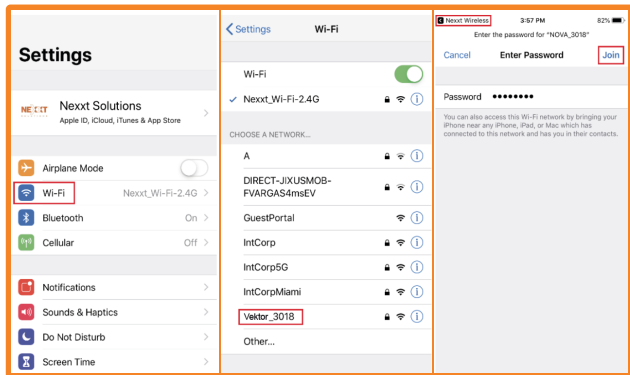 Settings
NEXXT
SOLUTIONS
Nexxt Solutions
Apple ID, iCloud, iTunes & App Store
Airplane Mode
Wi-Fi
Nexxt_Wi-Fi-2.4G
Bluetooth
On
Cellular
Off
Notifications
Sounds & Haptics
Do Not Disturb
Screen Time
Settings
Wi-Fi
Wi-Fi
Nexxt_Wi-Fi-2.4G
CHOOSE A NETWORK...
A
DIRECT-JIXUSMOB-
FVARGAS4msEV
GuestPortal
IntCorp
IntCorp5G
IntCorpMiami
Vektor_3018
Other...
Nexxt Wireless
3:57 PM
82%
Enter the password for "NOVA_3018"
Cancel
Enter Password
Join
Password ●●●●●●●●
You can also access this Wi-Fi network by bringing your
iPhone near any iPhone, iPad, or Mac which has
connected to this network and has you in their contacts.